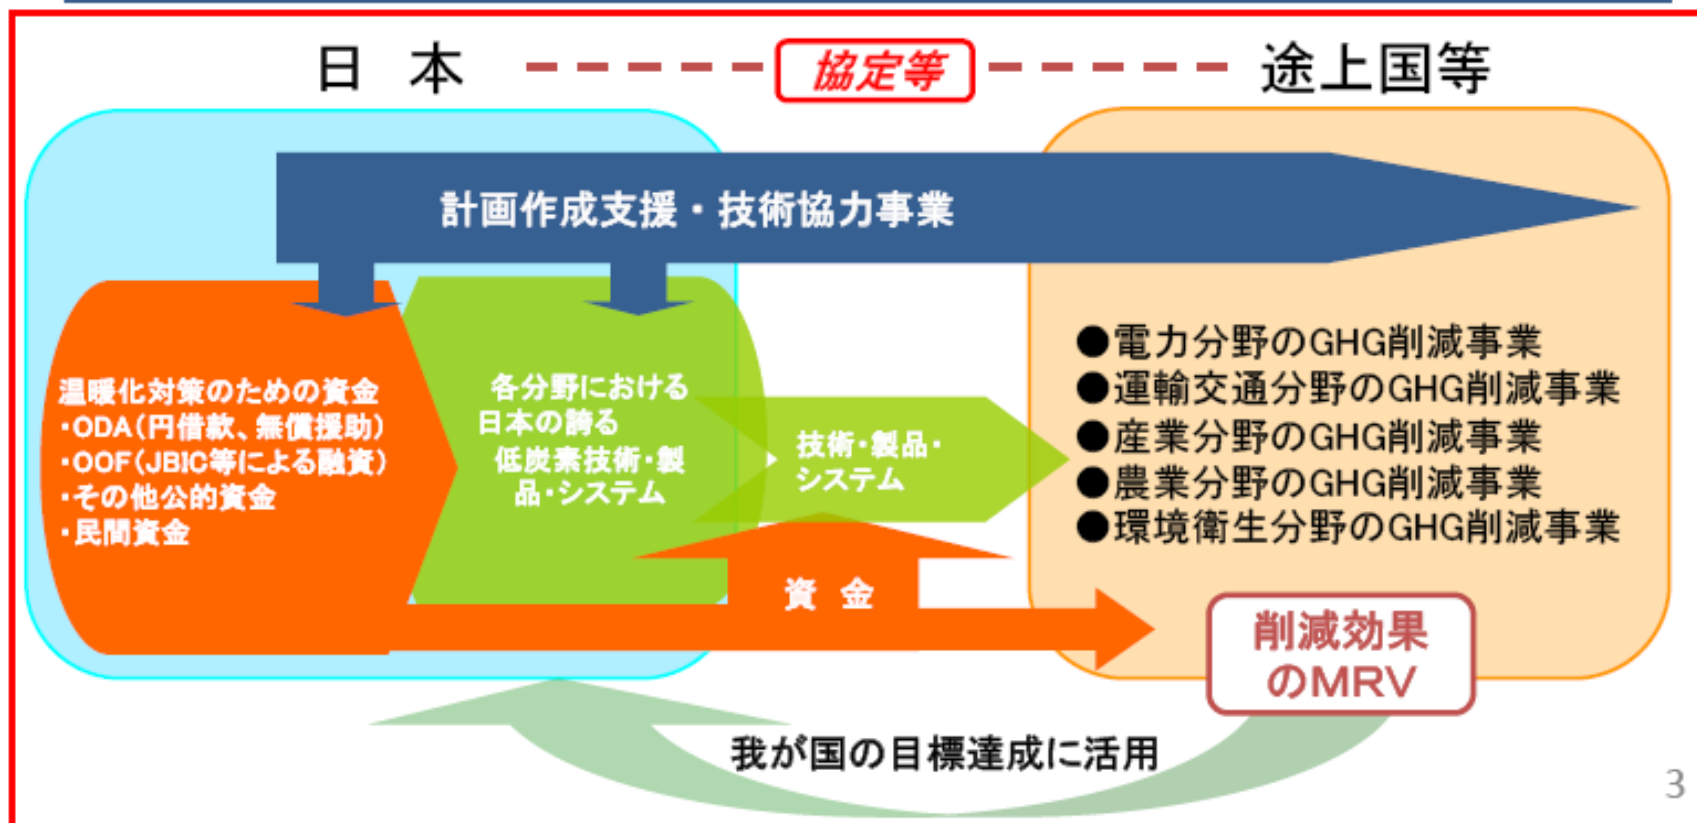 日 本
協定等
途上国等
計画作成支援・技術協力事業
温暖化対策のための資金
・ODA(円借款、無償援助)
・OOF(JBIC等による融資)
・その他公的資金
・民間資金
各分野における
日本の誇る
低炭素技術・製
品・システム
技術・製品・
システム
資 金
●電力分野のGHG削減事業
●運輸交通分野のGHG削減事業
●産業分野のGHG削減事業
●農業分野のGHG削減事業
●環境衛生分野のGHG削減事業
削減効果
のMRV
我が国の目標達成に活用
3